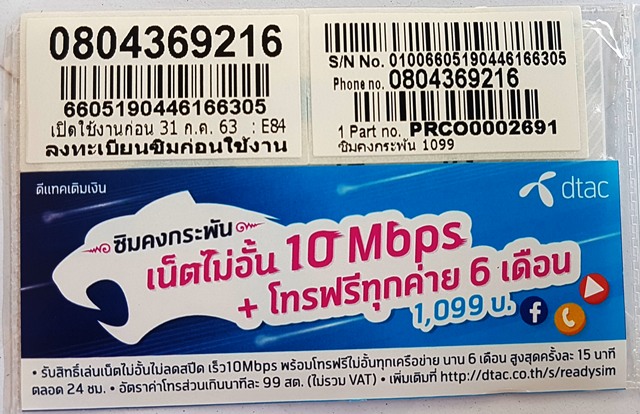 0804369216
6605190446166305
เปิดใช้งานก่อน 31 ก.ค. 63 : E84
ลงทะเบียนซิมก่อนใช้งาน
S/N No. 01006605190446166305
Phone no. 0804369216
1 Part no. PRCO0002691
ซิมคงกระพัน 1099
ดีแทคเติมเงิน
dtac
ซิมคงกระพัน
เน็ตไม่อั้น 10 Mbps
+ โทรฟรีทุกค่าย 6 เดือน
1,099 บ.
• รับสิทธิ์เล่นเน็ตไม่อั้นไม่ลดสปีด เร็ว10Mbps พร้อมโทรฟรีไม่อั้นทุกเครือข่าย นาน 6 เดือน สูงสุดครั้งละ 15 นาที
ตลอด 24 ชม. • อัตราค่าโทรส่วนเกินนาทีละ 99 สต. (ไม่รวม VAT) • เพิ่มเติมที่ http://dtac.co.th/s/readysim